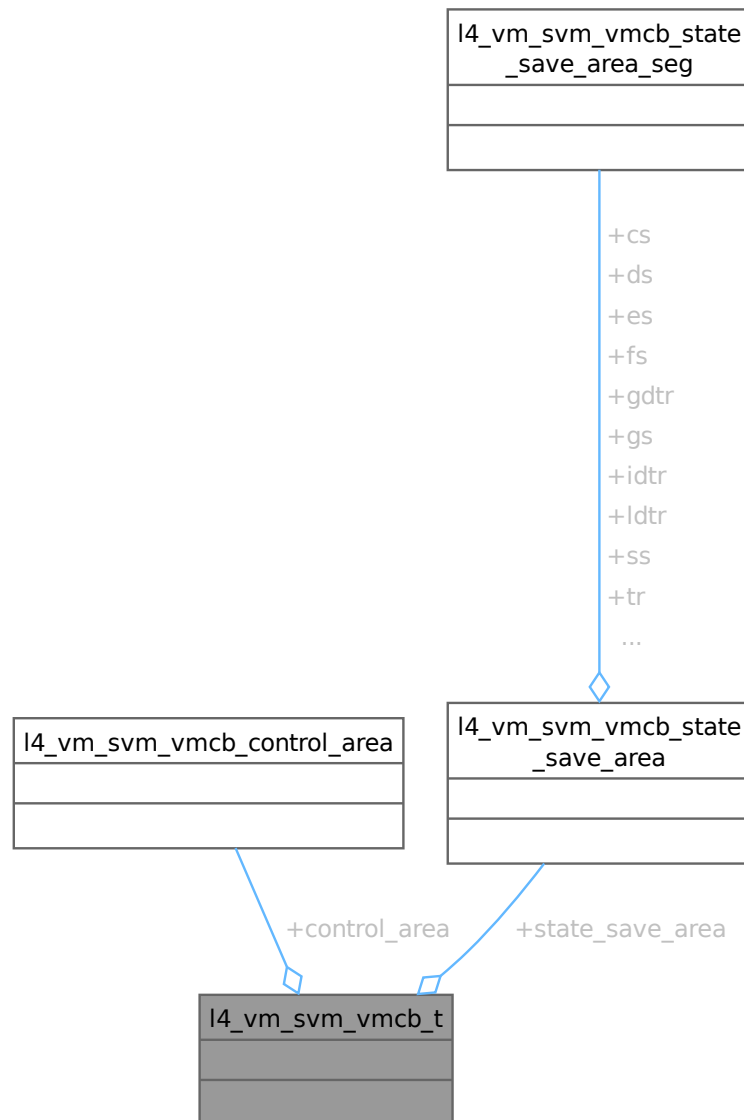 l4_vm_svm_vmcb_state
_save_area_seg
+cs
+ds
+es
+fs
+gdtr
+gs
+idtr
+ldtr
+ss
+tr
...
l4_vm_svm_vmcb_control_area
l4_vm_svm_vmcb_state
_save_area
+control_area
+state_save_area
l4_vm_svm_vmcb_t